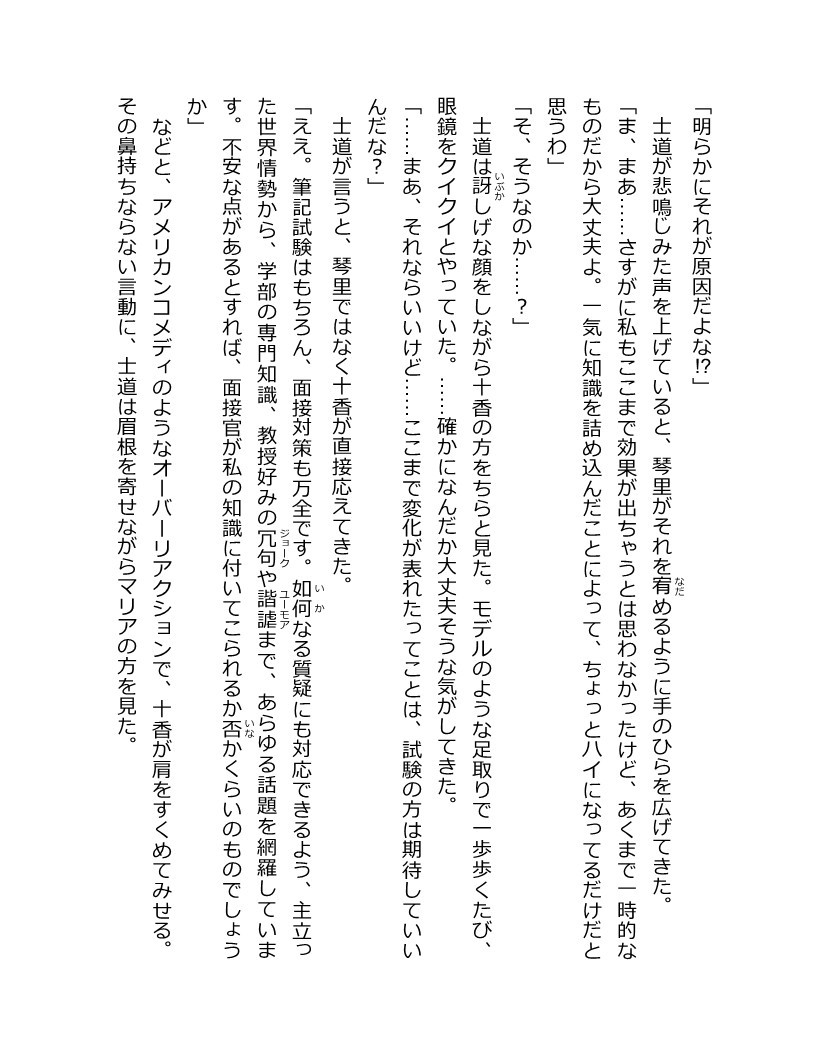 「明らかにそれが原因だよな!?」
士道が悲鳴じみた声を上げていると、琴里がそれを宥めるように手のひらを広げてきた。
「ま、まあ……さすがに私もここまで効果が出ちゃうとは思わなかったけど、あくまで一時的な
ものだから大丈夫よ。一気に知識を詰め込んだことによって、ちょっとハイになってるだけだと
思うわ」
「そ、そうなのか……?」
士道は訝しげな顔をしながら十香の方をちらと見た。モデルのような足取りで一歩歩くたび、
眼鏡をクイクイとやっていた。……確かになんだか大丈夫そうな気がしてきた。
「……まあ、それならいいけど……ここまで変化が表れたってことは、試験の方は期待していい
んだな?」
士道が言うと、琴里ではなく十香が直接応えてきた。
「ええ。筆記試験はもちろん、面接対策も万全です。如何なる質疑にも対応できるよう、主立っ
た世界情勢から、学部の専門知識、教授好みの冗句や諧謔まで、あらゆる話題を網羅していま
す。不安な点があるとすれば、面接官が私の知識に付いてこられるか否かくらいのものでしょう
か」
などと、アメリカンコメディのようなオーバーリアクションで、十香が肩をすくめてみせる。
その鼻持ちならない言動に、士道は眉根を寄せながらマリアの方を見た。